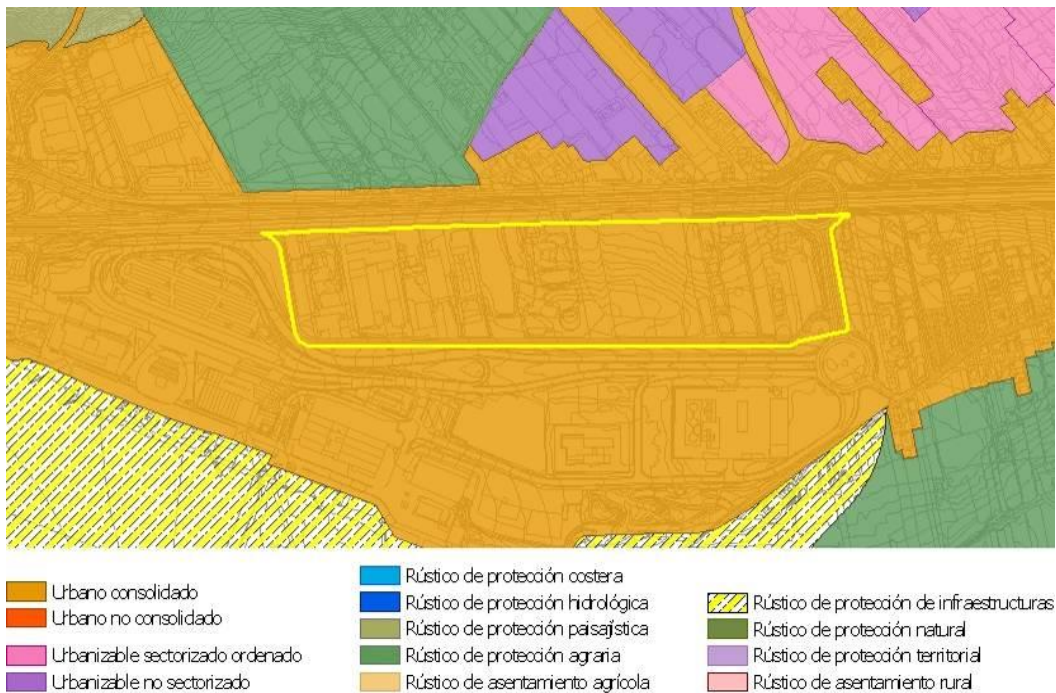 Urbano consolidado
Urbano no consolidado
Urbanizable sectorizado ordenado
Urbanizable no sectorizado
Rústico de protección costera
Rústico de protección hidrológica
Rústico de protección paisajística
Rústico de protección agraria
Rústico de asentamiento agrícola
Rústico de protección de infraestructuras
Rústico de protección natural
Rústico de protección territorial
Rústico de asentamiento rural